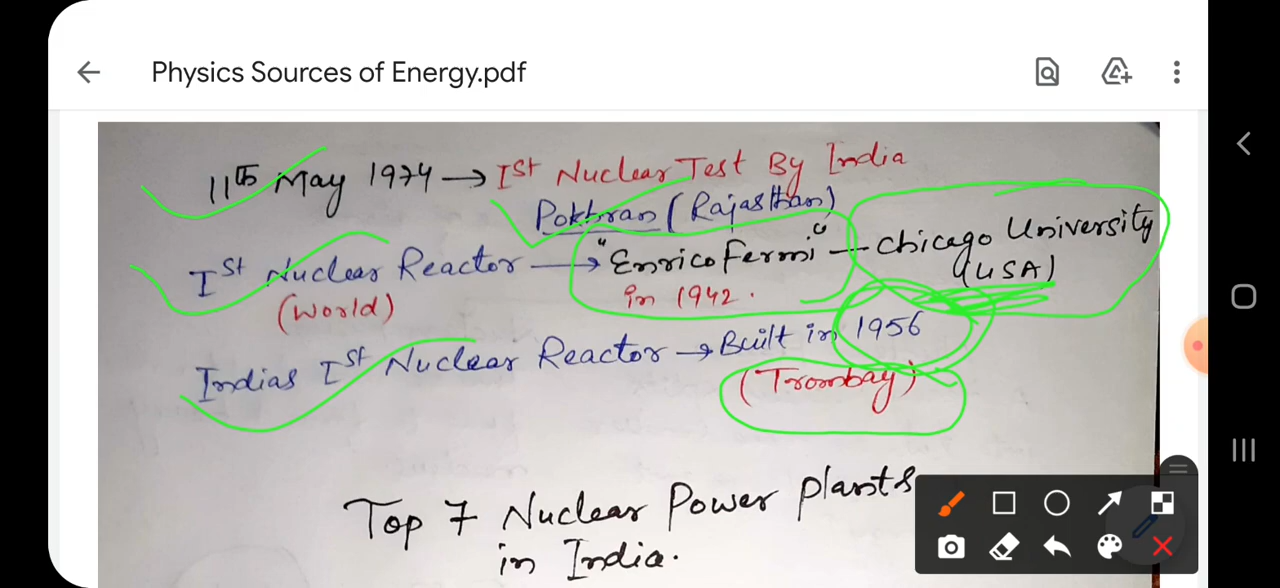 Physics Sources of Energy.pdf
11th May 1974 → Ist Nuclear Test By India
Pokhran (Rajasthan)
Ist Nuclear Reactor → "Enrico Fermi" - Chicago University
(World) in 1942. (USA)
Indias Ist Nuclear Reactor → Built in 1956
(Trombay)
Top 7 Nuclear Power plants
in India.